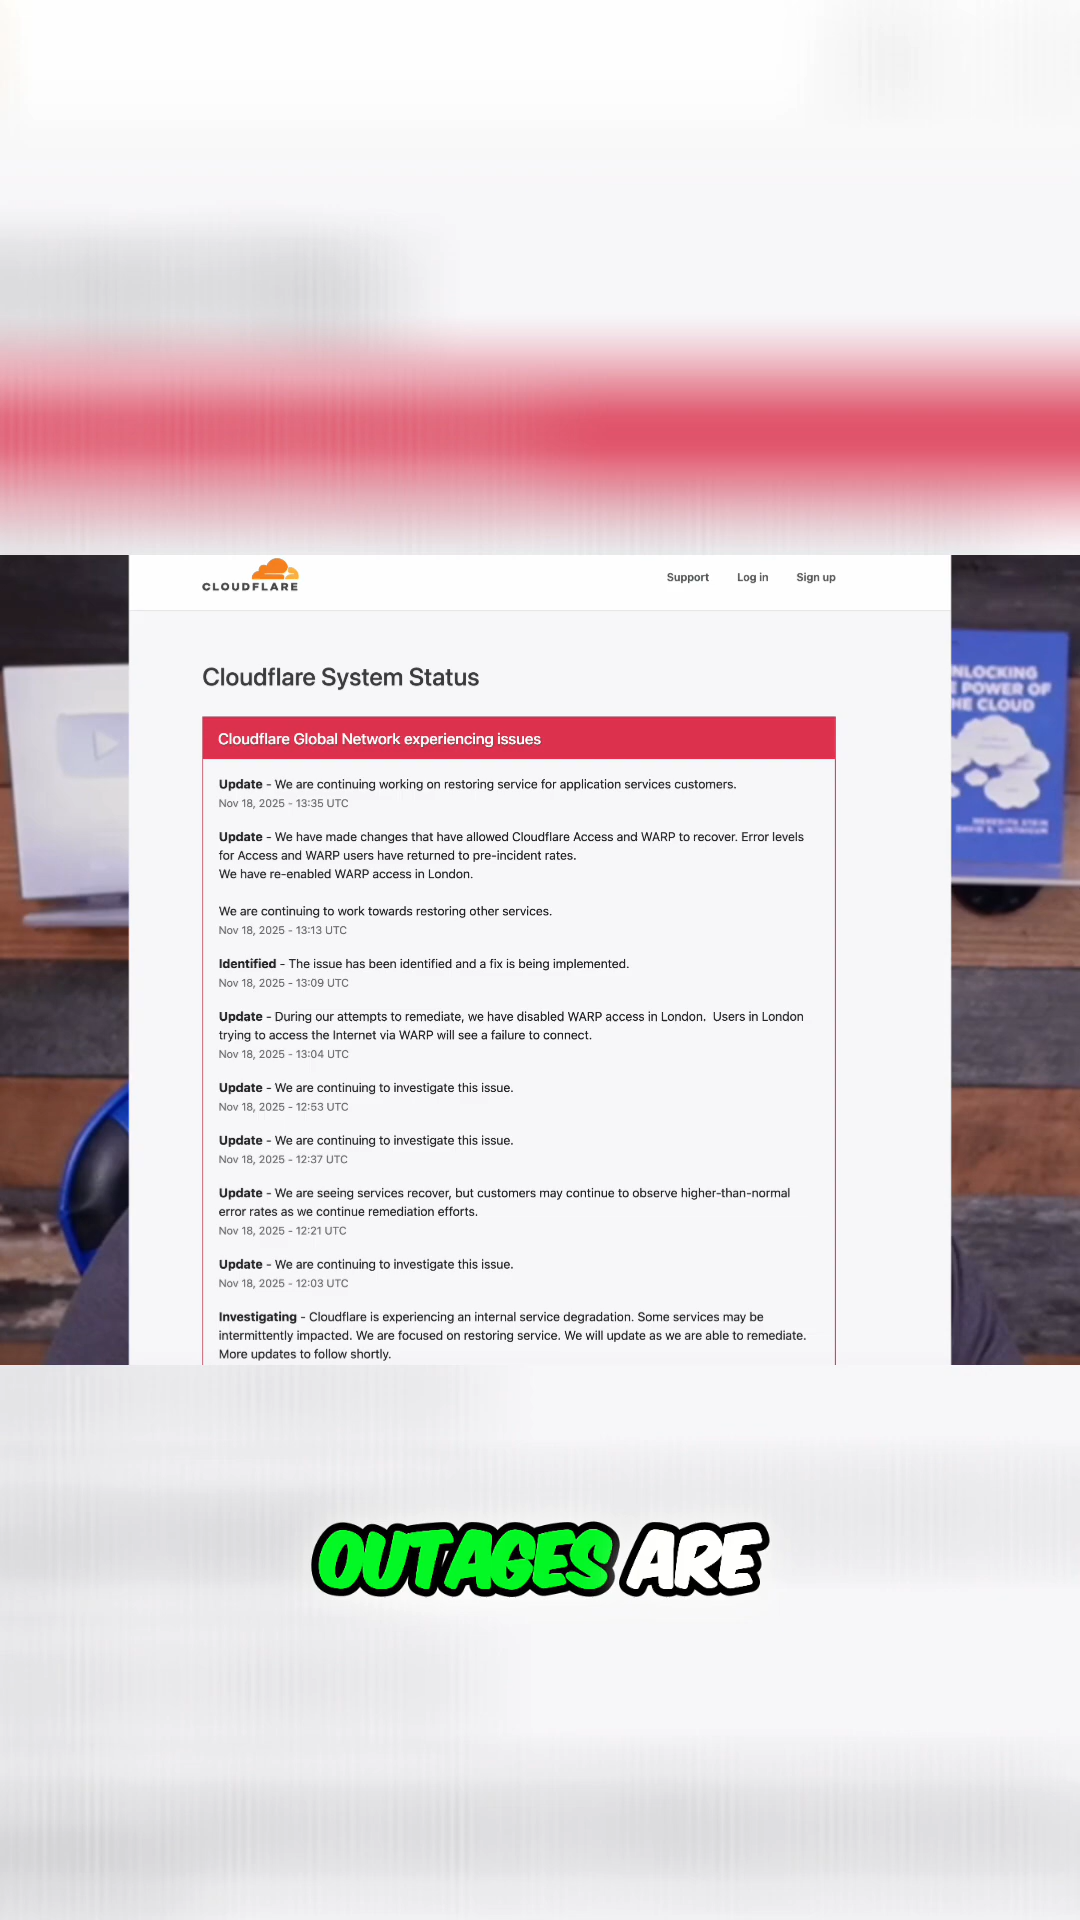 CLOUDFLARE
Support
Log in
Sign up
Cloudflare System Status
Cloudflare Global Network experiencing issues
Update - We are continuing working on restoring service for application services customers.
Nov 18, 2025 - 13:35 UTC
Update - We have made changes that have allowed Cloudflare Access and WARP to recover. Error levels
for Access and WARP users have returned to pre-incident rates.
We have re-enabled WARP access in London.
We are continuing to work towards restoring other services.
Nov 18, 2025 - 13:13 UTC
Identified - The issue has been identified and a fix is being implemented.
Nov 18, 2025 - 13:09 UTC
Update - During our attempts to remediate, we have disabled WARP access in London. Users in London
trying to access the Internet via WARP will see a failure to connect.
Nov 18, 2025 - 13:04 UTC
Update - We are continuing to investigate this issue.
Nov 18, 2025 - 12:53 UTC
Update - We are continuing to investigate this issue.
Nov 18, 2025 - 12:37 UTC
Update - We are seeing services recover, but customers may continue to observe higher-than-normal
error rates as we continue remediation efforts.
Nov 18, 2025 - 12:21 UTC
Update - We are continuing to investigate this issue.
Nov 18, 2025 - 12:03 UTC
Investigating - Cloudflare is experiencing an internal service degradation. Some services may be
intermittently impacted. We are focused on restoring service. We will update as we are able to remediate.
More updates to follow shortly.
NLOCKING
E POWER OF
HE CLOUD
MEREDITH STEIN
DAVID S. LINTHICUM
OUTAGES ARE